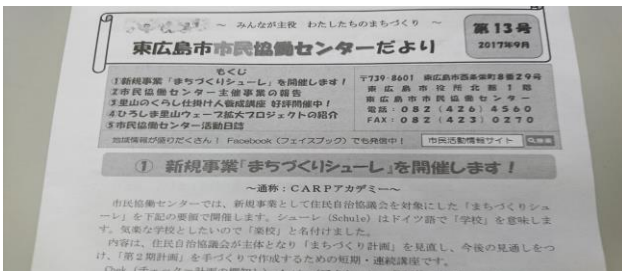 ～ みんなが主役 わたしたちのまちづくり ～
東広島市市民協働センターだより
第13号
2017年9月
もくじ
①新規事業「まちづくりシューレ」を開催します！
②市民協働センター主催事業の報告
③里山のくらし仕掛け人養成講座 好評開催中！
④ひろしま里山ウェーブ拡大プロジェクトの紹介
⑤市民協働センター活動日誌
〒739-8601 東広島市西条栄町8番29号
東広島市役所北館1階
東広島市市民協働センター
電話：082（426）4560
FAX：082（423）0270
地域情報が盛りだくさん！ Facebook（フェイスブック）でも発信中！
市民活動情報サイト
① 新規事業『まちづくりシューレ』を開催します！
～通称：CARPアカデミー～
市民協働センターでは、新規事業として住民自治協議会を対象にした「まちづくりシュ
ーレ」を下記の要領で開催します。シューレ（Schule）はドイツ語で「学校」を意味しま
す。気楽な学校としたいので「楽校」と名付けました。
内容は、住民自治協議会が主体となり「まちづくり計画」を見直し、今後の見通しをつ
け、「第2期計画」を手づくりで作成するための短期・連続講座です。